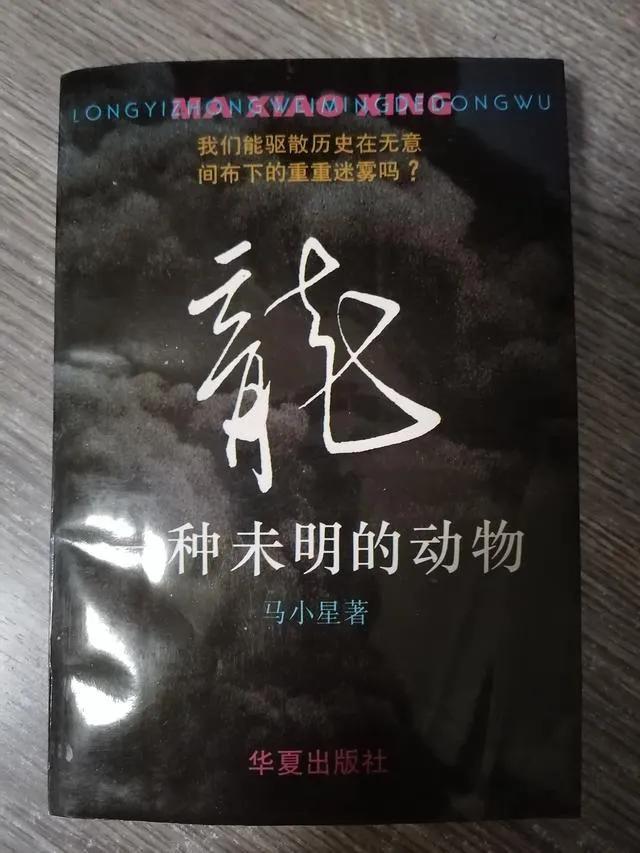 MA XIAO XING
LONGYIZHONGWEIMINGDEDONGWU
我们能驱散历史在无意
间布下的重重迷雾吗？
龍
一种未明的动物
马小星著
华夏出版社